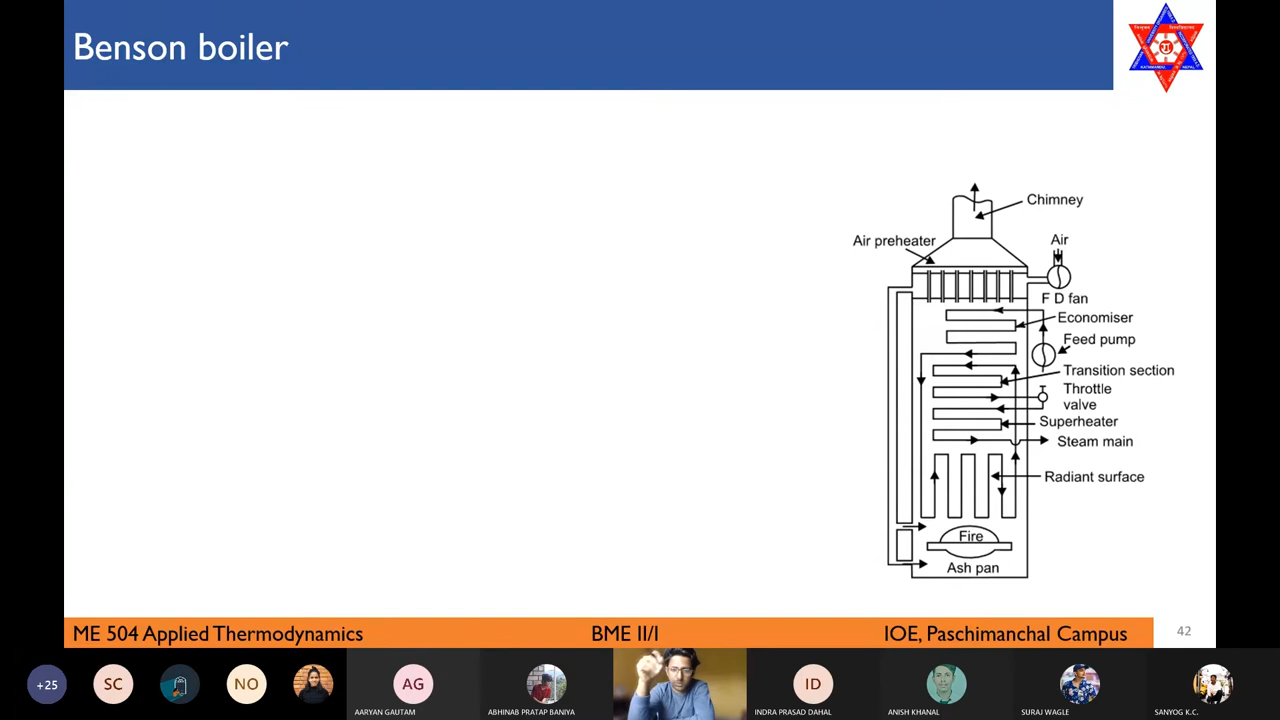 Benson boiler
Chimney
Air preheater
Air
F D fan
Economiser
Feed pump
Transition section
Throttle
valve
Superheater
Steam main
Radiant surface
Fire
Ash pan
ME 504 Applied Thermodynamics
BME II/I
IOE, Paschimanchal Campus
42
+25
SC
NO
AG
ID
AARYAN GAUTAM
ABHINAB PRATAP BANIYA
INDRA PRASAD DAHAL
ANISH KHANAL
SURAJ WAGLE
SANYOG K.C.